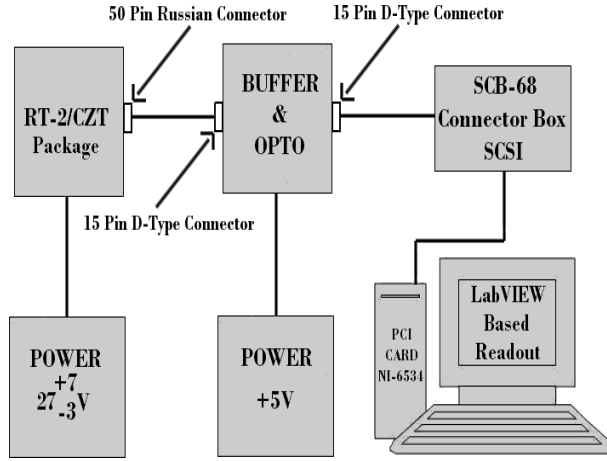 50 Pin Russian Connector
15 Pin D-Type Connector
RT-2/CZT
Package
BUFFER
&
OPTO
SCB-68
Connector Box
SCSI
15 Pin D-Type Connector
POWER
+7
27 -3V
POWER
+5V
PCI
CARD
NI-6534
LabVIEW
Based
Readout